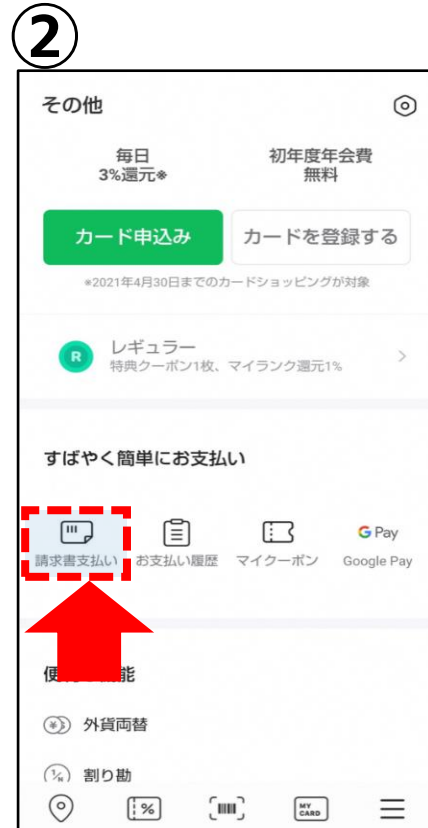 ②
その他
毎日
3%還元※
初年度年会費
無料
カード申込み
カードを登録する
※2021年4月30日までのカードショッピングが対象
R
レギュラー
特典クーポン1枚、マイランク還元1%
すばやく簡単にお支払い
請求書支払い
お支払い履歴
マイクーポン
G Pay
Google Pay
能
外貨両替
割り勘
MY
CARD